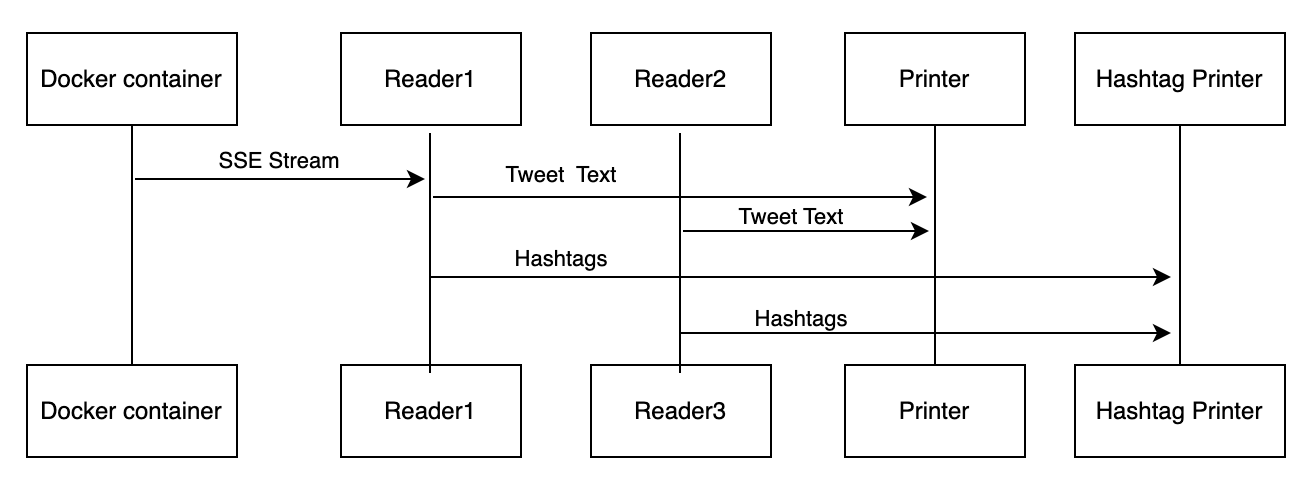 Docker container
Reader1
Reader2
Printer
Hashtag Printer
SSE Stream
Tweet Text
Tweet Text
Hashtags
Hashtags
Docker container
Reader1
Reader3
Printer
Hashtag Printer